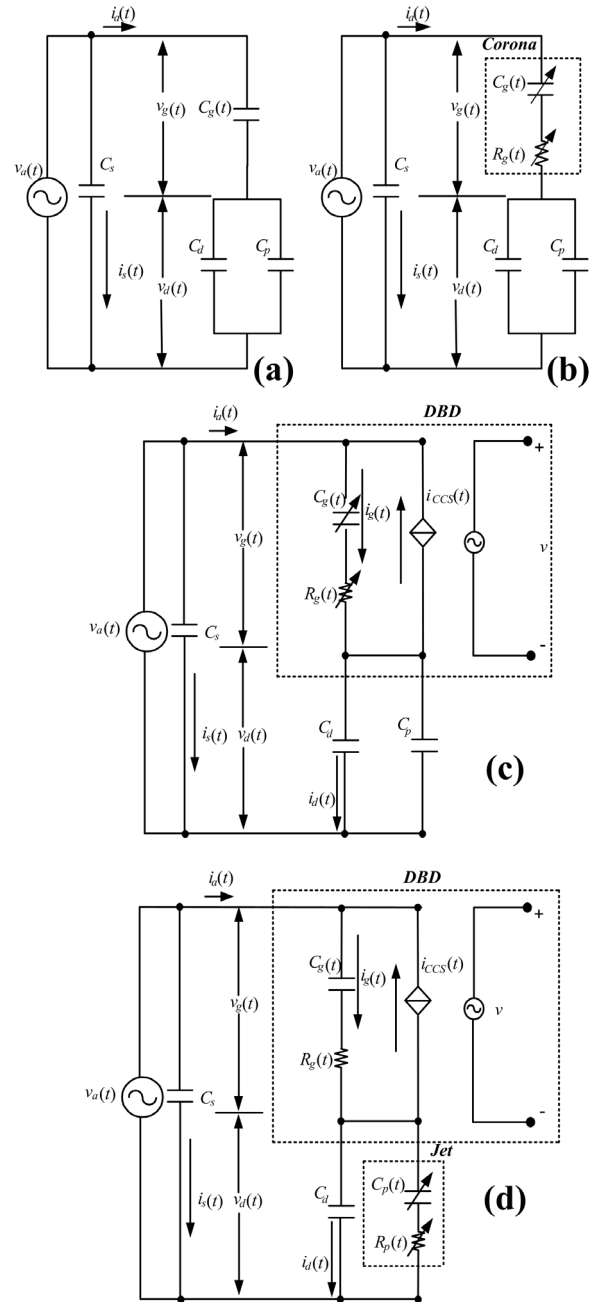 i_a(t)
v_g(t)
C_g(t)
v_a(t)
C_s
C_d
C_p
i_s(t)
v_d(t)
(a)
i_a(t)
Corona
C_g(t)
v_g(t)
R_g(t)
v_a(t)
C_s
C_d
C_p
i_s(t)
v_d(t)
(b)
DBD
i_a(t)
C_g(t)
i_g(t)
i_CCS(t)
+
v_g(t)
v
R_g(t)
v_a(t)
C_s
-
C_d
C_p
i_s(t)
v_d(t)
i_d(t)
(c)
DBD
i_a(t)
+
C_g(t)
i_g(t)
i_CCS(t)
v_g(t)
v
R_g(t)
v_a(t)
C_s
-
Jet
C_d
C_p(t)
i_s(t)
v_d(t)
R_p(t)
i_d(t)
(d)